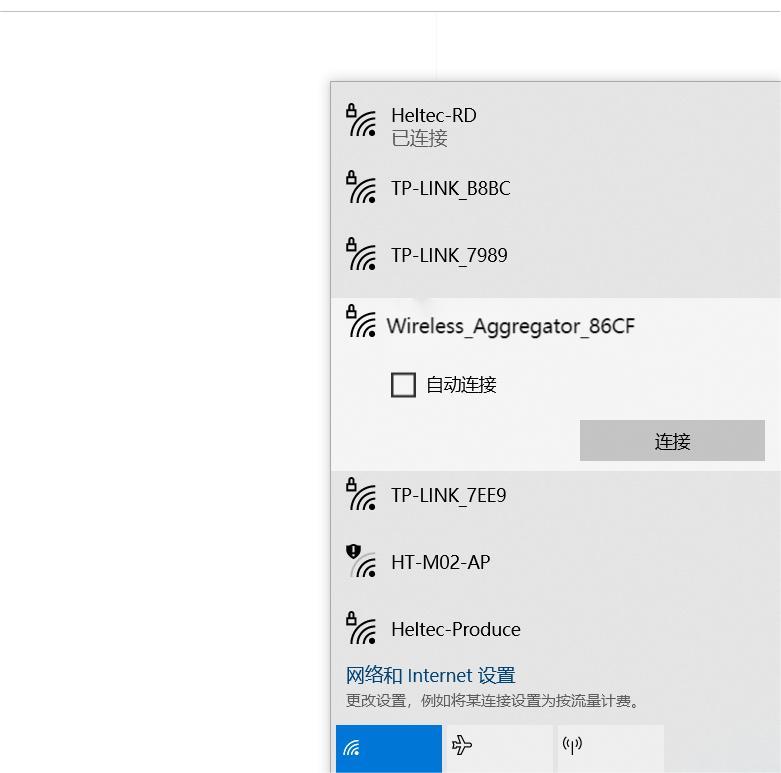 Heltec-RD
已连接
TP-LINK_B8BC
TP-LINK_7989
Wireless_Aggregator_86CF
自动连接
连接
TP-LINK_7EE9
HT-M02-AP
Heltec-Produce
网络和 Internet 设置
更改设置，例如将某连接设置为按流量计费。